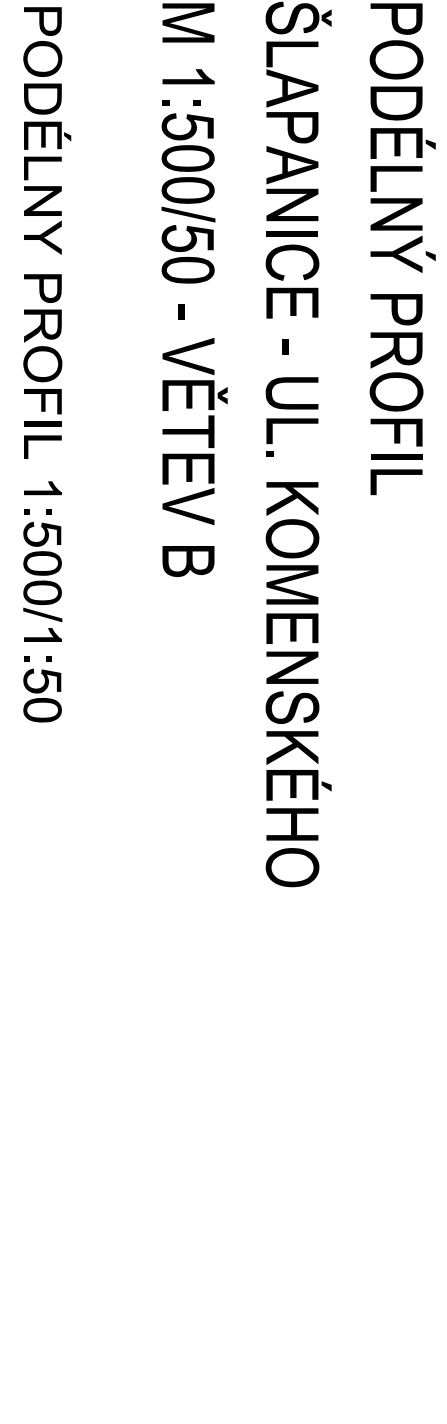 PODÉLNÝ PROFIL
ŠLAPANICE - UL. KOMENSKÉHO
M 1:500/50 - VĚTEV B
PODÉLNY PROFIL 1:500/1:50